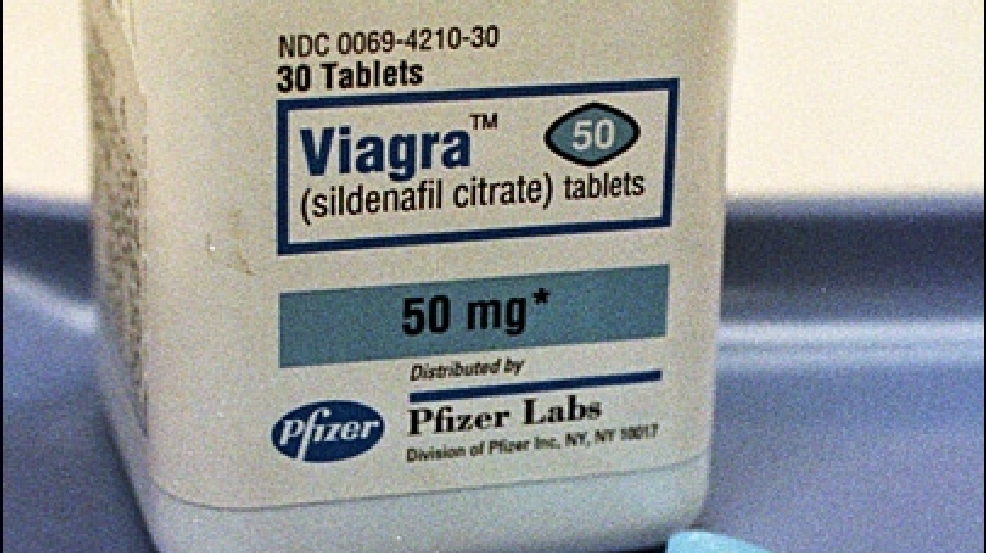 NDC 0069-4210-30
30 Tablets
Viagra™ 50
(sildenafil citrate) tablets
50 mg*
Distributed by
Pfizer
Pfizer Labs
Division of Pfizer Inc, NY, NY 10017